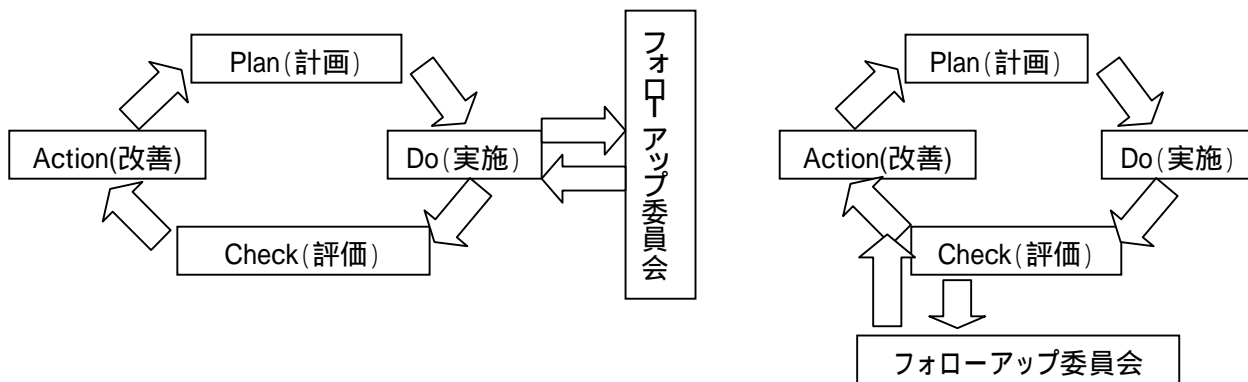 Plan(計画)
Action(改善)
Do(実施)
Check(評価)
フォローアップ委員会
Plan(計画)
Action(改善)
Do(実施)
Check(評価)
フォローアップ委員会